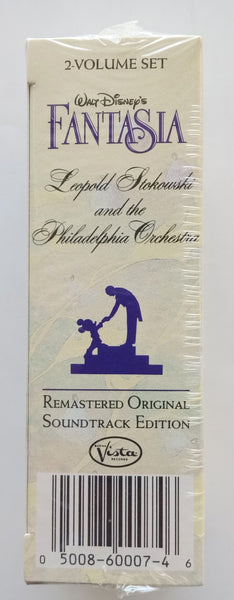 2-VOLUME SET
WALT DISNEY'S
FANTASIA
Leopold Stokowski
and the
Philadelphia Orchestra
REMASTERED ORIGINAL
SOUNDTRACK EDITION
Vista
RECORDS
0 5008-60007-4 6